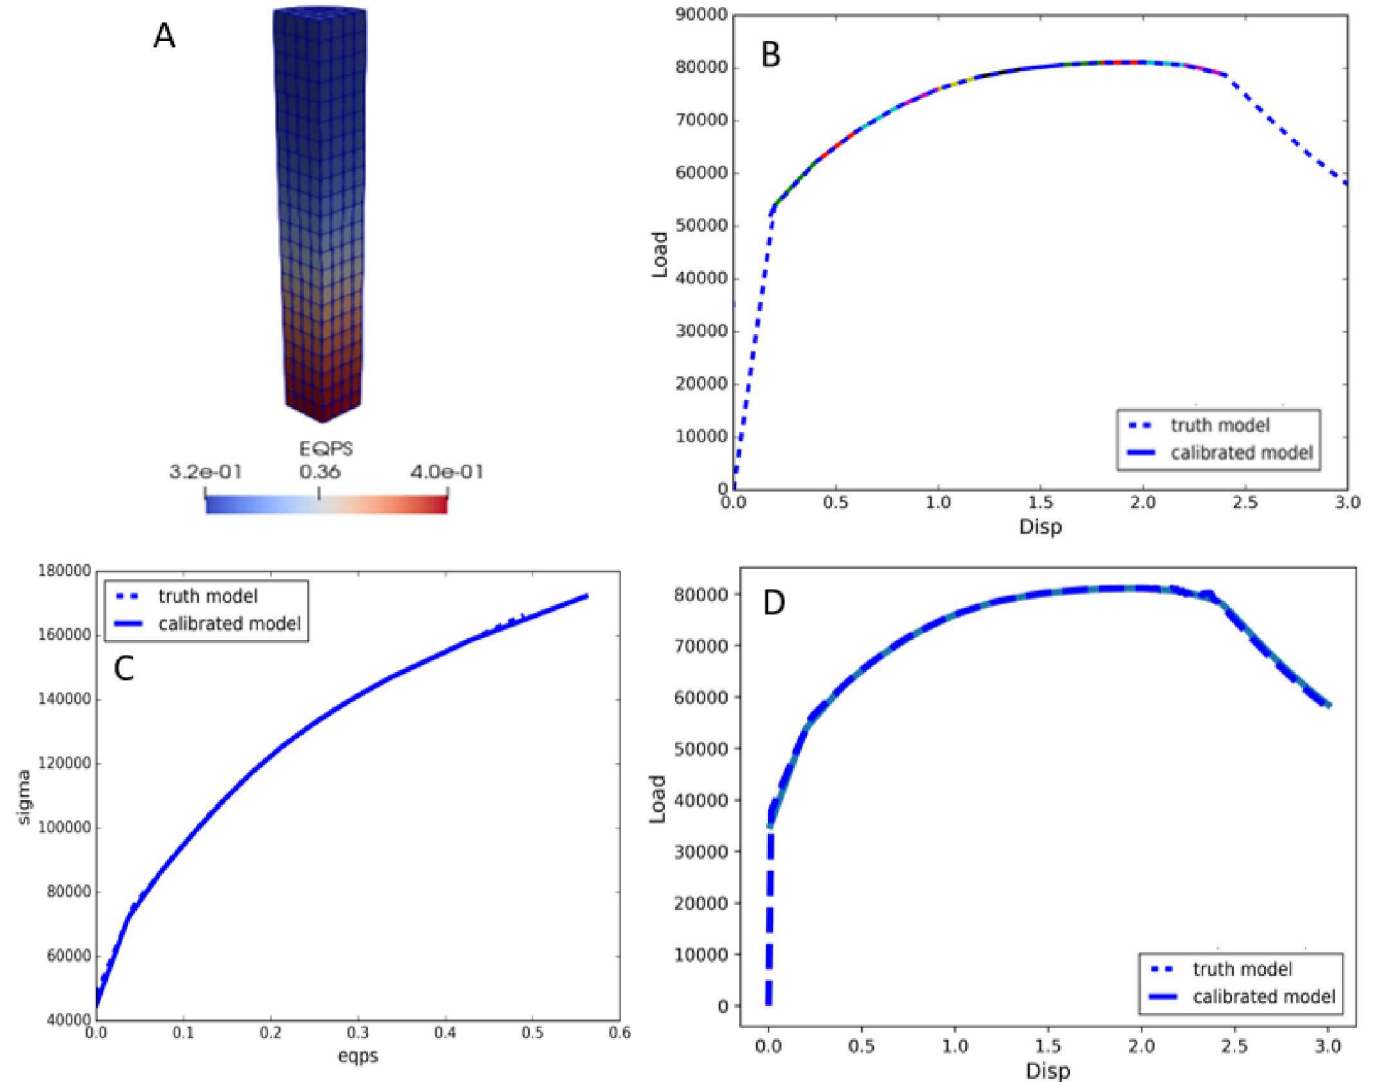 A
EQPS
3.2e-01 0.36 4.0e-01
B
90000
80000
70000
60000
50000
40000
30000
20000
10000
0
Load
truth model
calibrated model
0.0 0.5 1.0 1.5 2.0 2.5 3.0
Disp
180000
160000
140000
120000
100000
80000
60000
40000
sigma
truth model
calibrated model
C
0.0 0.1 0.2 0.3 0.4 0.5 0.6
eqps
D
80000
70000
60000
50000
40000
30000
20000
10000
0
Load
truth model
calibrated model
0.0 0.5 1.0 1.5 2.0 2.5 3.0
Disp